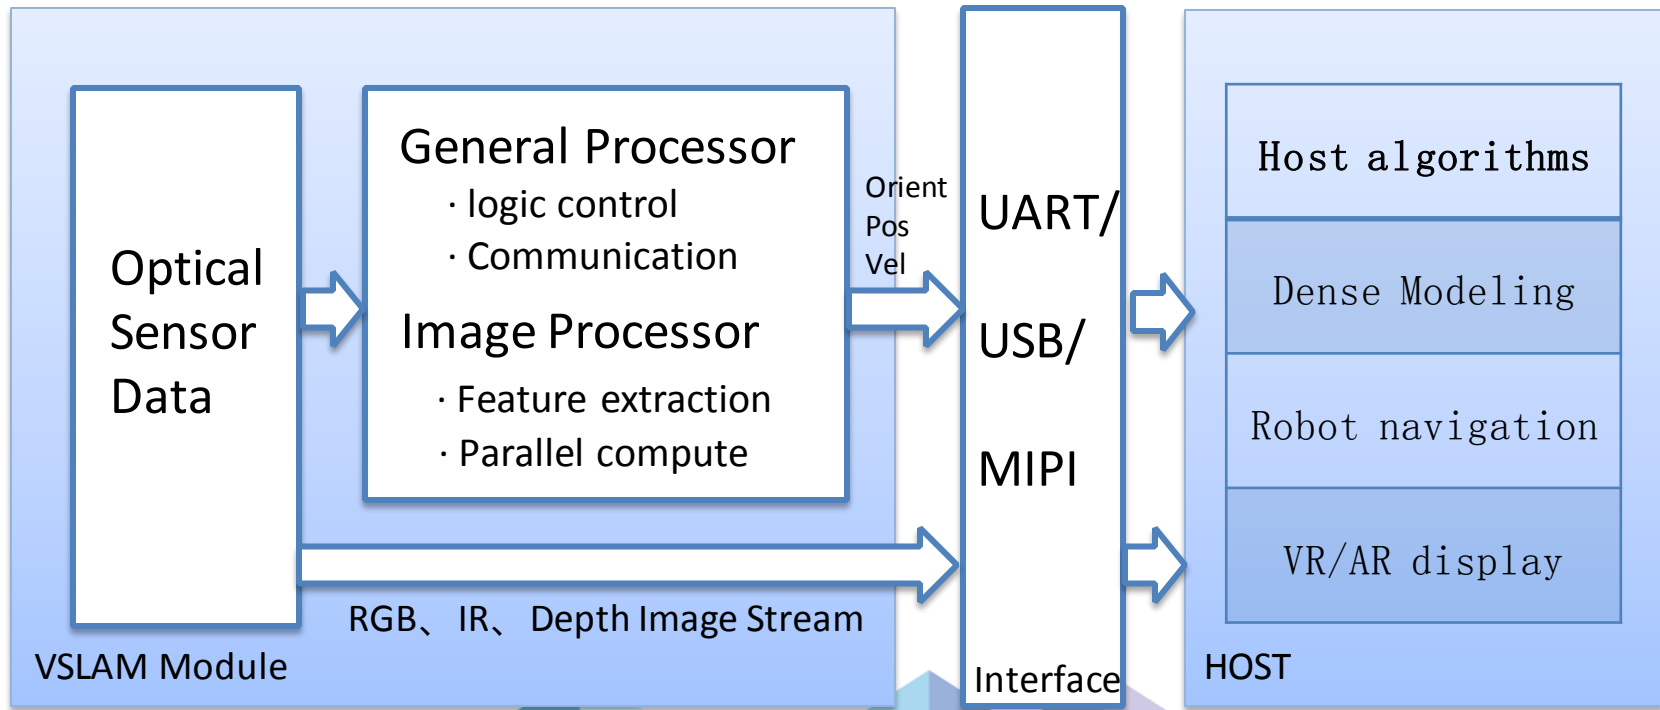 Optical
Sensor
Data
General Processor
· logic control
· Communication
Image Processor
· Feature extraction
· Parallel compute
Orient
Pos
Vel
RGB、IR、Depth Image Stream
VSLAM Module
UART/
USB/
MIPI
Interface
Host algorithms
Dense Modeling
Robot navigation
VR/AR display
HOST